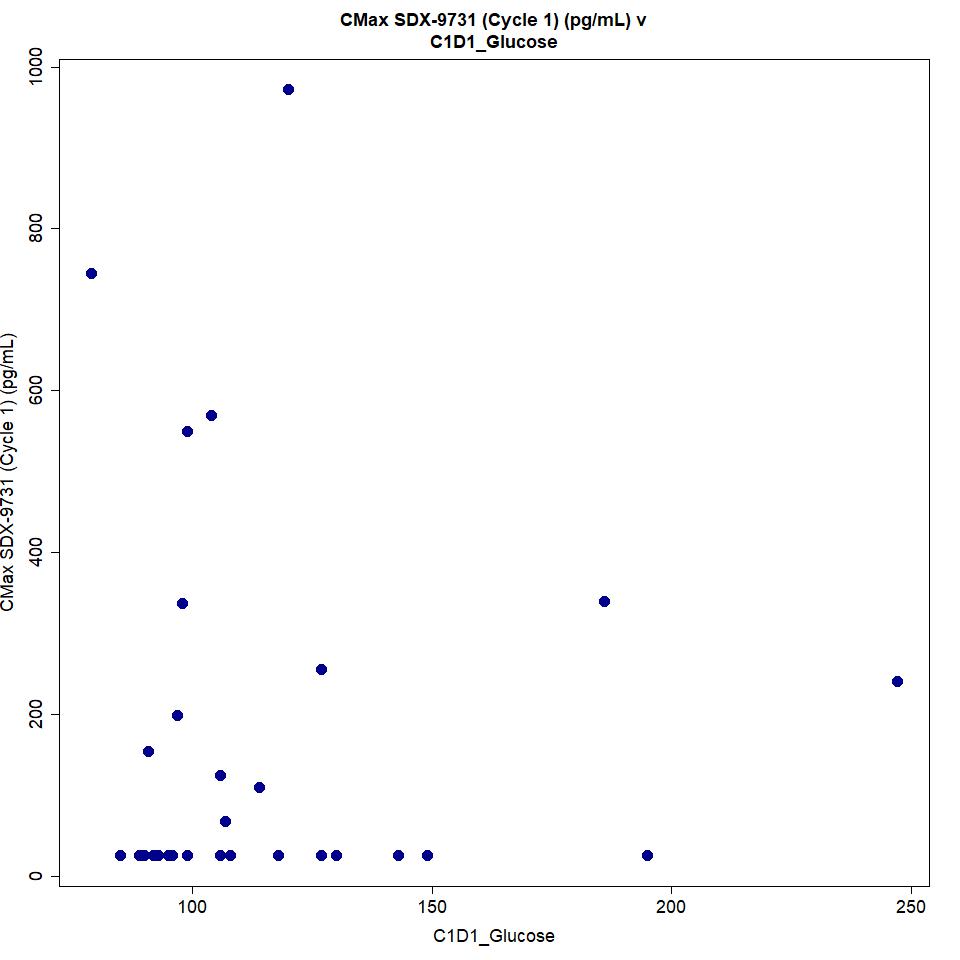 CMax SDX-9731 (Cycle 1) (pg/mL) v
C1D1_Glucose
1000
800
600
400
200
0
CMax SDX-9731 (Cycle 1) (pg/mL)
100 150 200 250
C1D1_Glucose